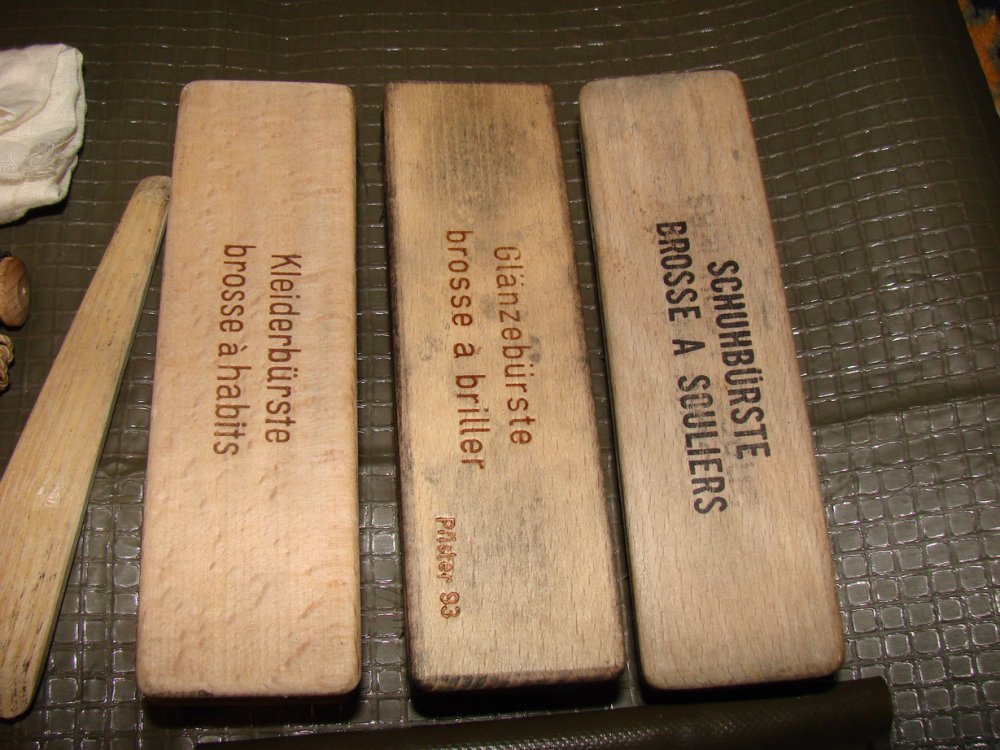 Kleiderbürste
brosse à habits
Glänzebürste
brosse à briller
Pfister 93
SCHUHBÜRSTE
BROSSE A SOULIERS